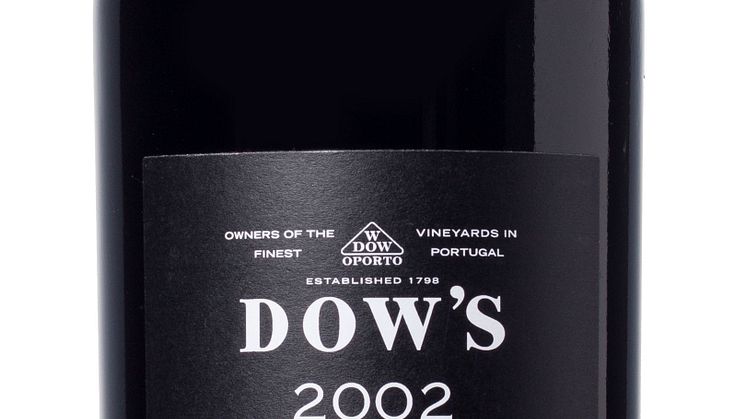 OWNERS OF THE FINEST
W
DOW
OPORTO
VINEYARDS IN PORTUGAL
ESTABLISHED 1798
DOW'S
2002